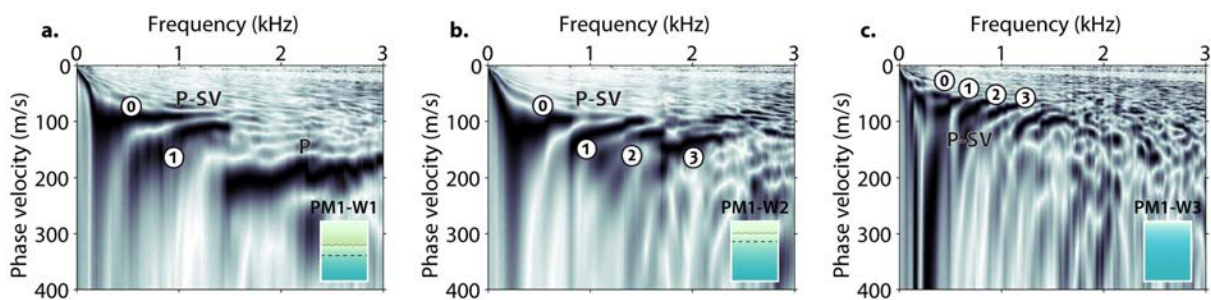 Frequency (kHz)
a.
0 1 2 3
0
100
200
300
400
Phase velocity (m/s)
0
P-SV
1
P
PM1-W1
Frequency (kHz)
b.
0 1 2 3
0
100
200
300
400
Phase velocity (m/s)
0
P-SV
1
2
3
PM1-W2
Frequency (kHz)
c.
0 1 2 3
0
100
200
300
400
Phase velocity (m/s)
0
1
2
3
P-SV
PM1-W3